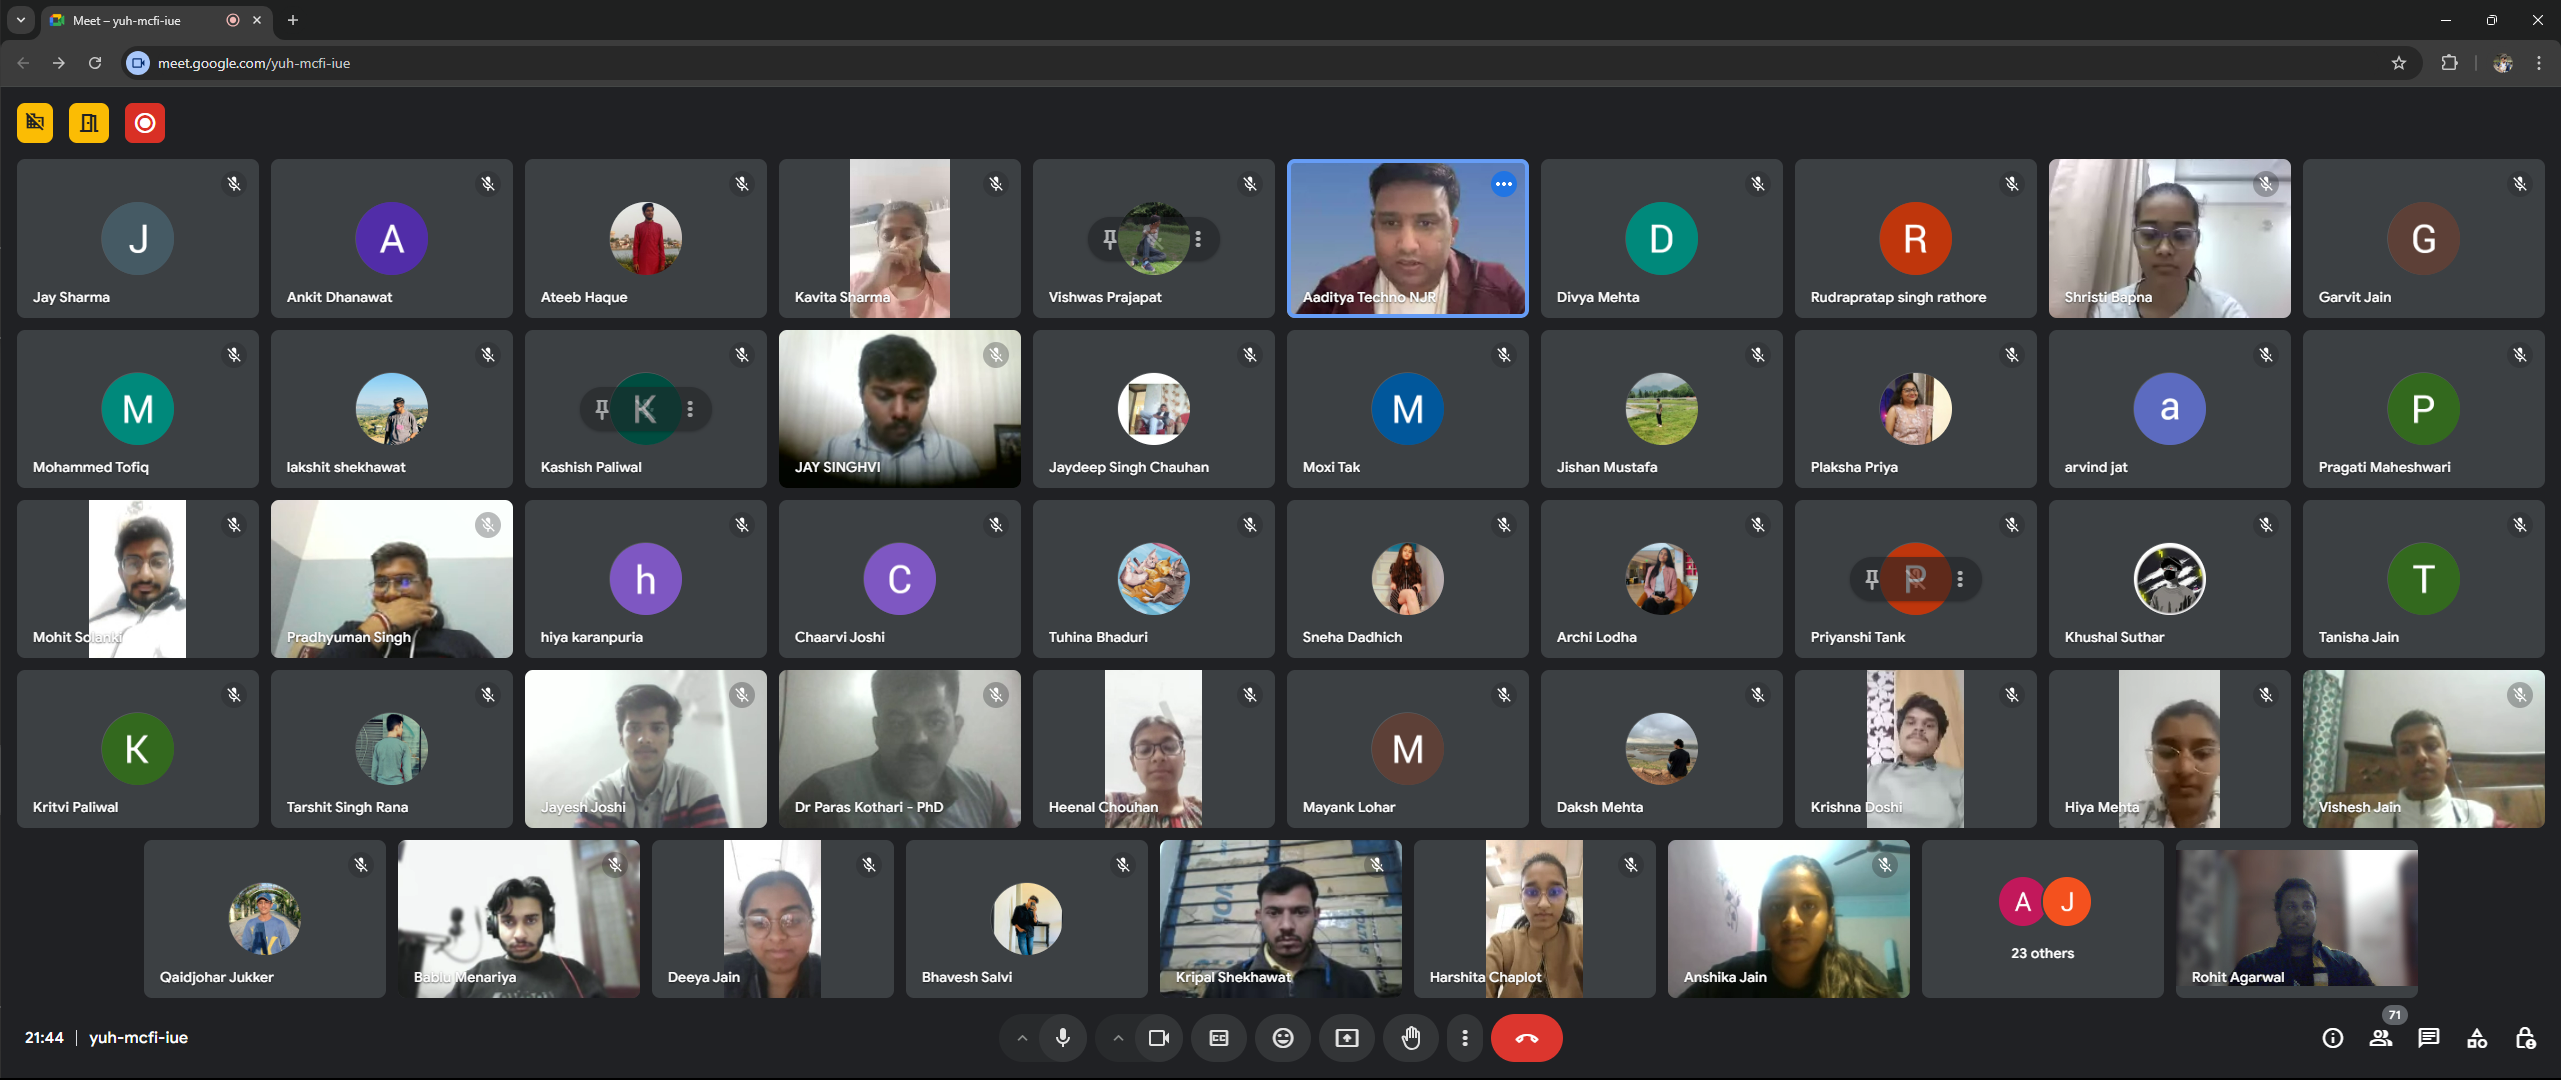 Meet – yuh-mcfi-iue
meet.google.com/yuh-mcfi-iue
J
Jay Sharma
A
Ankit Dhanawat
Ateeb Haque
Kavita Sharma
Vishwas Prajapat
Aaditya Techno NJR
D
Divya Mehta
R
Rudrapratap singh rathore
Shristi Bapna
G
Garvit Jain
M
Mohammed Tofiq
lakshit shekhawat
K
Kashish Paliwal
JAY SINGHVI
Jaydeep Singh Chauhan
M
Moxi Tak
Jishan Mustafa
Plaksha Priya
a
arvind jat
P
Pragati Maheshwari
Mohit Solanki
Pradhyuman Singh
h
hiya karanpuria
C
Chaarvi Joshi
Tuhina Bhaduri
Sneha Dadhich
Archi Lodha
P
Priyanshi Tank
Khushal Suthar
T
Tanisha Jain
K
Kritvi Paliwal
Tarshit Singh Rana
Jayesh Joshi
Dr Paras Kothari - PhD
Heenal Chouhan
M
Mayank Lohar
Daksh Mehta
Krishna Doshi
Hiya Mehta
Vishesh Jain
Qaidjohar Jukker
Bablu Menariya
Deeya Jain
Bhavesh Salvi
Kripal Shekhawat
Harshita Chaplot
Anshika Jain
A J
23 others
Rohit Agarwal
21:44 | yuh-mcfi-iue
CC
71